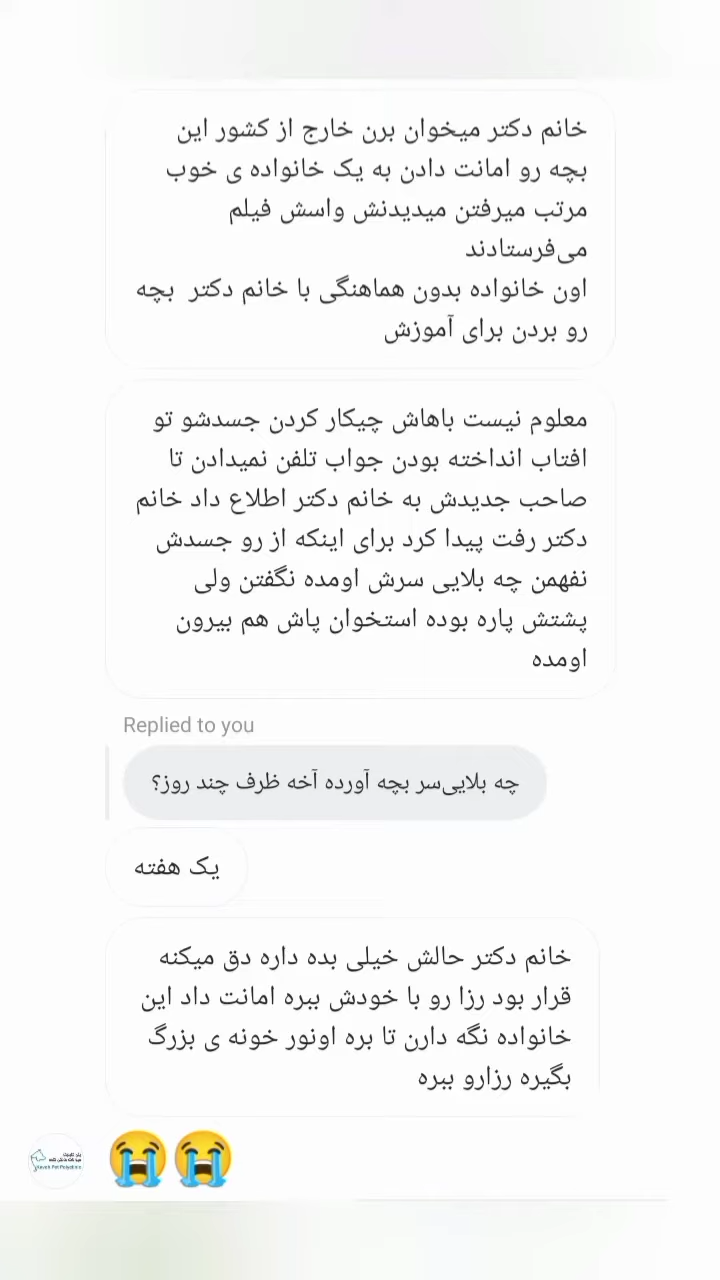 خانم دکتر میخوان برن خارج از کشور این
بچه رو امانت دادن به یک خانواده ی خوب
مرتب میرفتن میدیدنش واسش فیلم
می‌فرستادند
اون خانواده بدون هماهنگی با خانم دکتر  بچه
رو بردن برای آموزش
معلوم نیست باهاش چیکار کردن جسدشو تو
افتاب انداخته بودن جواب تلفن نمیدادن تا
صاحب جدیدش به خانم دکتر اطلاع داد خانم
دکتر رفت پیدا کرد برای اینکه از رو جسدش
نفهمن چه بلایی سرش اومده نگفتن ولی
پشتش پاره بوده استخوان پاش هم بیرون
اومده
Replied to you
چه بلایی‌سر بچه آورده آخه ظرف چند روز؟
یک هفته
خانم دکتر حالش خیلی بده داره دق میکنه
قرار بود رزا رو با خودش ببره امانت داد این
خانواده نگه دارن تا بره اونور خونه ی بزرگ
بگیره رزارو ببره